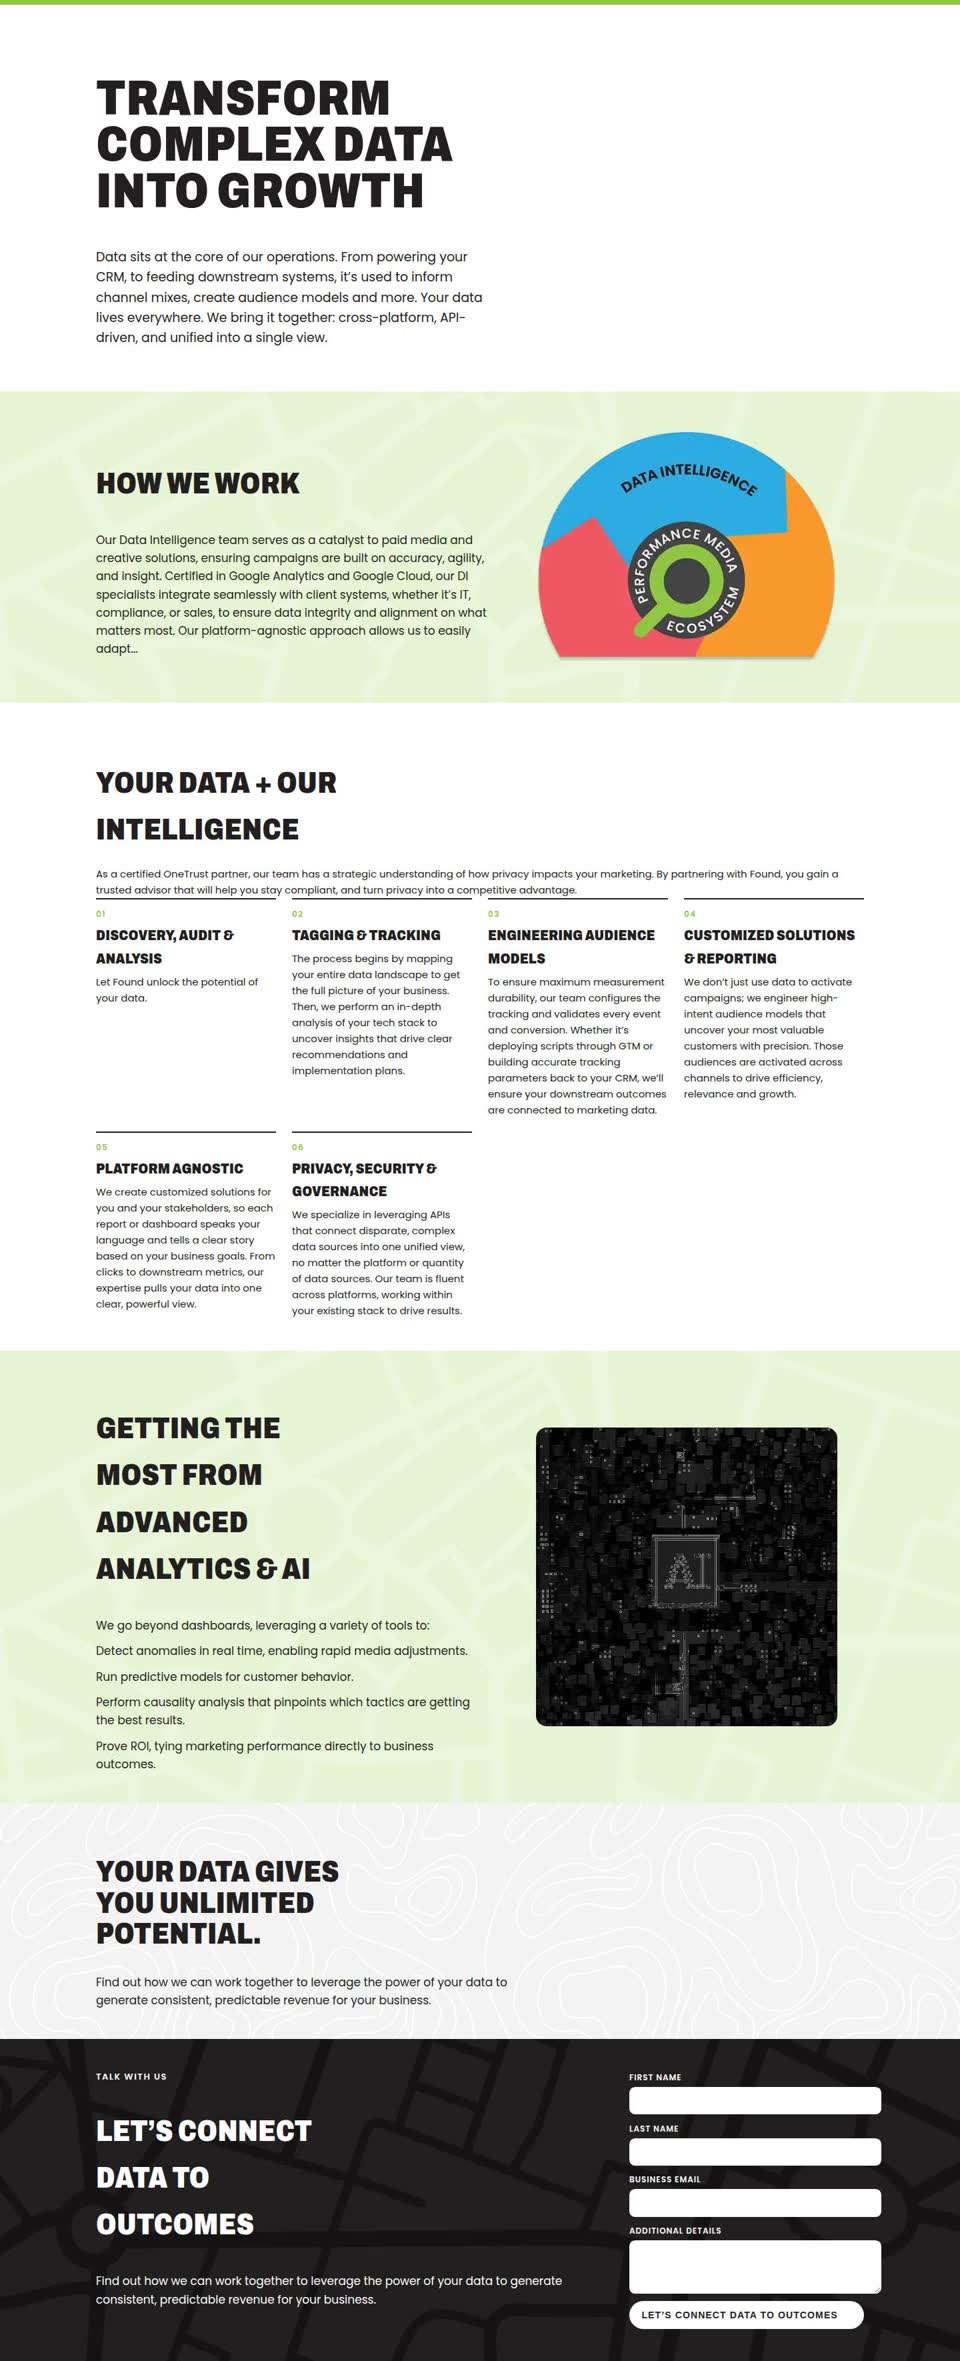 TRANSFORM
COMPLEX DATA
INTO GROWTH
Data sits at the core of our operations. From powering your
CRM, to feeding downstream systems, it’s used to inform
channel mixes, create audience models and more. Your data
lives everywhere. We bring it together: cross-platform, API-
driven, and unified into a single view.
HOW WE WORK
Our Data Intelligence team serves as a catalyst to paid media and
creative solutions, ensuring campaigns are built on accuracy, agility,
and insight. Certified in Google Analytics and Google Cloud, our DI
specialists integrate seamlessly with client systems, whether it’s IT,
compliance, or sales, to ensure data integrity and alignment on what
matters most. Our platform-agnostic approach allows us to easily
adapt…
DATA INTELLIGENCE
PERFORMANCE MEDIA
ECOSYSTEM
YOUR DATA + OUR
INTELLIGENCE
As a certified OneTrust partner, our team has a strategic understanding of how privacy impacts your marketing. By partnering with Found, you gain a
trusted advisor that will help you stay compliant, and turn privacy into a competitive advantage.
01
DISCOVERY, AUDIT &
ANALYSIS
Let Found unlock the potential of
your data.
02
TAGGING & TRACKING
The process begins by mapping
your entire data landscape to get
the full picture of your business.
Then, we perform an in-depth
analysis of your tech stack to
uncover insights that drive clear
recommendations and
implementation plans.
03
ENGINEERING AUDIENCE
MODELS
To ensure maximum measurement
durability, our team configures the
tracking and validates every event
and conversion. Whether it’s
deploying scripts through GTM or
building accurate tracking
parameters back to your CRM, we’ll
ensure your downstream outcomes
are connected to marketing data.
04
CUSTOMIZED SOLUTIONS
& REPORTING
We don’t just use data to activate
campaigns; we engineer high-
intent audience models that
uncover your most valuable
customers with precision. Those
audiences are activated across
channels to drive efficiency,
relevance and growth.
05
PLATFORM AGNOSTIC
We create customized solutions for
you and your stakeholders, so each
report or dashboard speaks your
language and tells a clear story
based on your business goals. From
clicks to downstream metrics, our
expertise pulls your data into one
clear, powerful view.
06
PRIVACY, SECURITY &
GOVERNANCE
We specialize in leveraging APIs
that connect disparate, complex
data sources into one unified view,
no matter the platform or quantity
of data sources. Our team is fluent
across platforms, working within
your existing stack to drive results.
GETTING THE
MOST FROM
ADVANCED
ANALYTICS & AI
We go beyond dashboards, leveraging a variety of tools to:
Detect anomalies in real time, enabling rapid media adjustments.
Run predictive models for customer behavior.
Perform causality analysis that pinpoints which tactics are getting
the best results.
Prove ROI, tying marketing performance directly to business
outcomes.
AI
YOUR DATA GIVES
YOU UNLIMITED
POTENTIAL.
Find out how we can work together to leverage the power of your data to
generate consistent, predictable revenue for your business.
TALK WITH US
LET’S CONNECT
DATA TO
OUTCOMES
Find out how we can work together to leverage the power of your data to generate
consistent, predictable revenue for your business.
FIRST NAME
LAST NAME
BUSINESS EMAIL
ADDITIONAL DETAILS
LET’S CONNECT DATA TO OUTCOMES